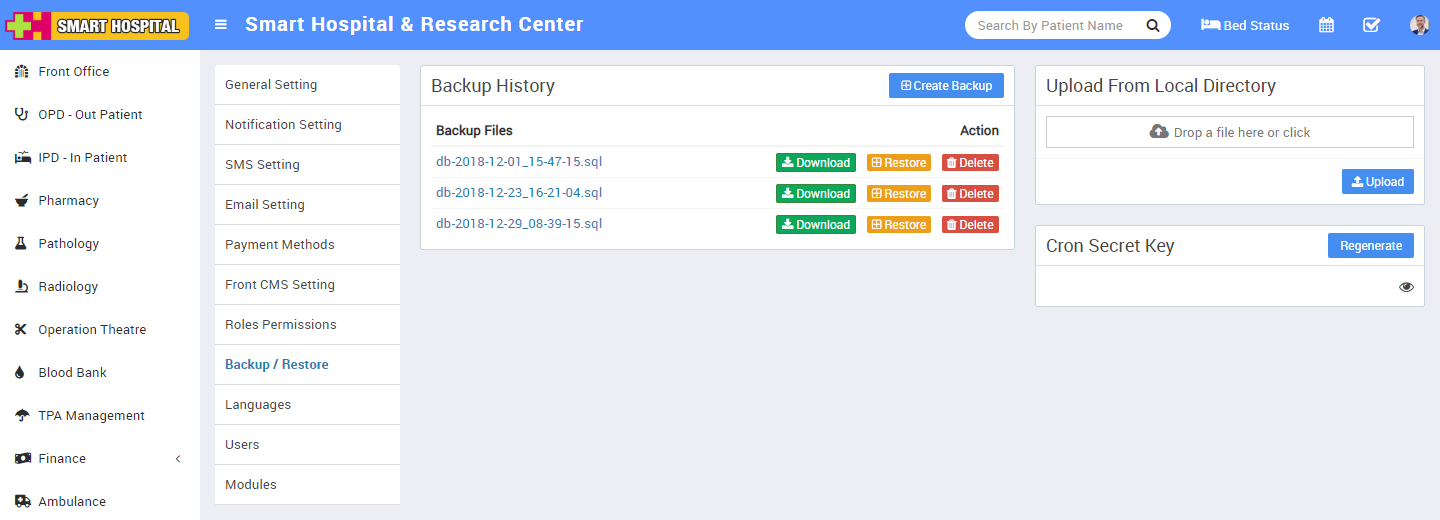 SMART HOSPITAL
Smart Hospital & Research Center
Search By Patient Name
Bed Status
Front Office
OPD - Out Patient
IPD - In Patient
Pharmacy
Pathology
Radiology
Operation Theatre
Blood Bank
TPA Management
Finance
Ambulance
General Setting
Notification Setting
SMS Setting
Email Setting
Payment Methods
Front CMS Setting
Roles Permissions
Backup / Restore
Languages
Users
Modules
Backup History
Create Backup
Backup Files Action
db-2018-12-01_15-47-15.sql Download Restore Delete
db-2018-12-23_16-21-04.sql Download Restore Delete
db-2018-12-29_08-39-15.sql Download Restore Delete
Upload From Local Directory
Drop a file here or click
Upload
Cron Secret Key
Regenerate